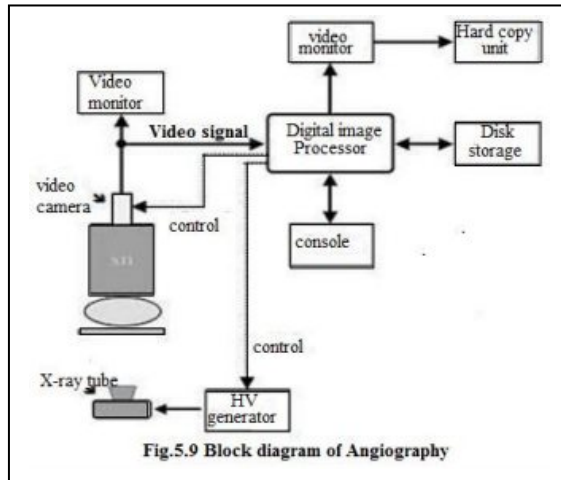 video
monitor
Hard copy
unit
Video
monitor
Video signal
Digital image
Processor
Disk
storage
video
camera
control
console
control
X-ray tube
HV
generator
Fig.5.9 Block diagram of Angiography